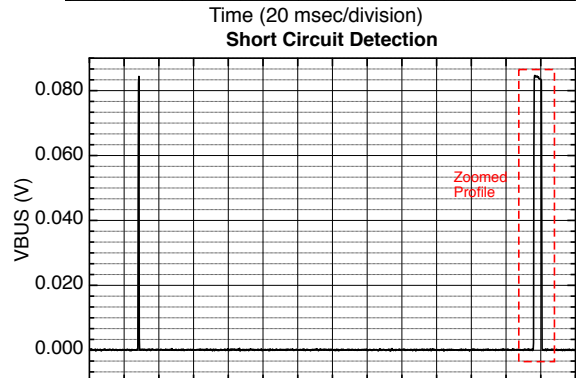 Time (20 msec/division)
Short Circuit Detection
0.080
0.060
0.040
0.020
0.000
VBUS (V)
Zoomed
Profile